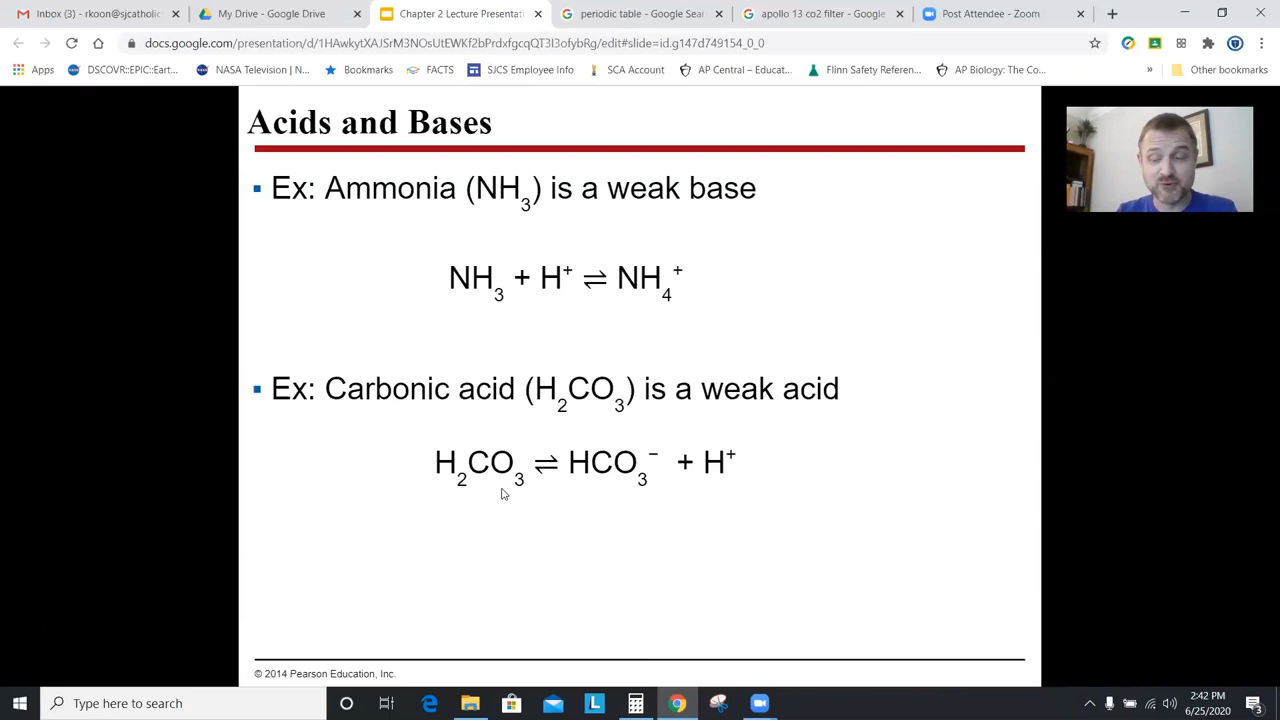 Inbox (3) - rkoon@sjcatholic
My Drive - Google Drive
Chapter 2 Lecture Presentati
periodic table - Google Sear
apollo 13 co2 filter - Google
Post Attendee - Zoom
docs.google.com/presentation/d/1HAwkytXAJSrM3NOcUtEWKf2bPrdxfgcqQT3I3ofybRg/edit#slide=id.g147d749154_0_0
Apps
DSCOVR::EPIC::Eart...
NASA Television | N...
Bookmarks
FACTS
SJCS Employee Info
SCA Account
AP Central – Educat...
Flinn Safety Referen...
AP Biology: The Co...
»
Other bookmarks
Acids and Bases
▪ Ex: Ammonia (NH₃) is a weak base
NH₃ + H⁺ ⇌ NH₄⁺
▪ Ex: Carbonic acid (H₂CO₃) is a weak acid
H₂CO₃ ⇌ HCO₃⁻ + H⁺
© 2014 Pearson Education, Inc.
Type here to search
2:42 PM
6/25/2020
3